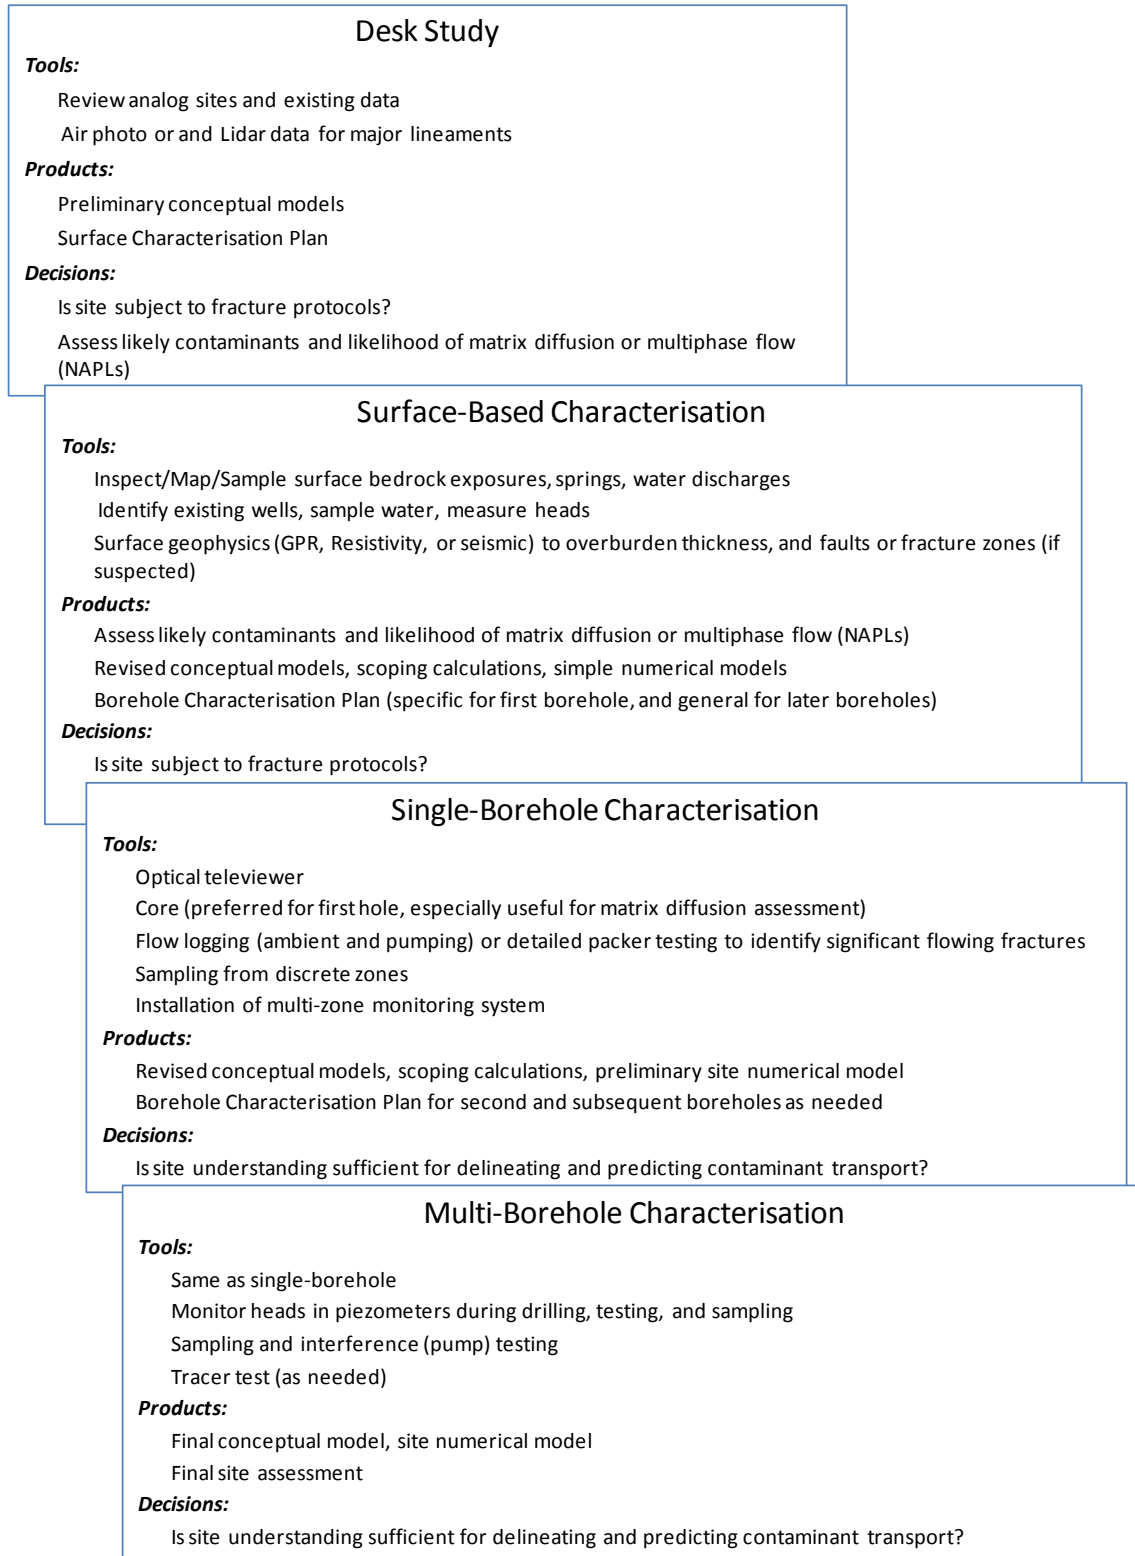 Desk Study
Tools:
Review analog sites and existing data
Air photo or and Lidar data for major lineaments
Products:
Preliminary conceptual models
Surface Characterisation Plan
Decisions:
Is site subject to fracture protocols?
Assess likely contaminants and likelihood of matrix diffusion or multiphase flow
(NAPLs)
Surface-Based Characterisation
Tools:
Inspect/Map/Sample surface bedrock exposures, springs, water discharges
Identify existing wells, sample water, measure heads
Surface geophysics (GPR, Resistivity, or seismic) to overburden thickness, and faults or fracture zones (if
suspected)
Products:
Assess likely contaminants and likelihood of matrix diffusion or multiphase flow (NAPLs)
Revised conceptual models, scoping calculations, simple numerical models
Borehole Characterisation Plan (specific for first borehole, and general for later boreholes)
Decisions:
Is site subject to fracture protocols?
Single-Borehole Characterisation
Tools:
Optical televiewer
Core (preferred for first hole, especially useful for matrix diffusion assessment)
Flow logging (ambient and pumping) or detailed packer testing to identify significant flowing fractures
Sampling from discrete zones
Installation of multi-zone monitoring system
Products:
Revised conceptual models, scoping calculations, preliminary site numerical model
Borehole Characterisation Plan for second and subsequent boreholes as needed
Decisions:
Is site understanding sufficient for delineating and predicting contaminant transport?
Multi-Borehole Characterisation
Tools:
Same as single-borehole
Monitor heads in piezometers during drilling, testing, and sampling
Sampling and interference (pump) testing
Tracer test (as needed)
Products:
Final conceptual model, site numerical model
Final site assessment
Decisions:
Is site understanding sufficient for delineating and predicting contaminant transport?